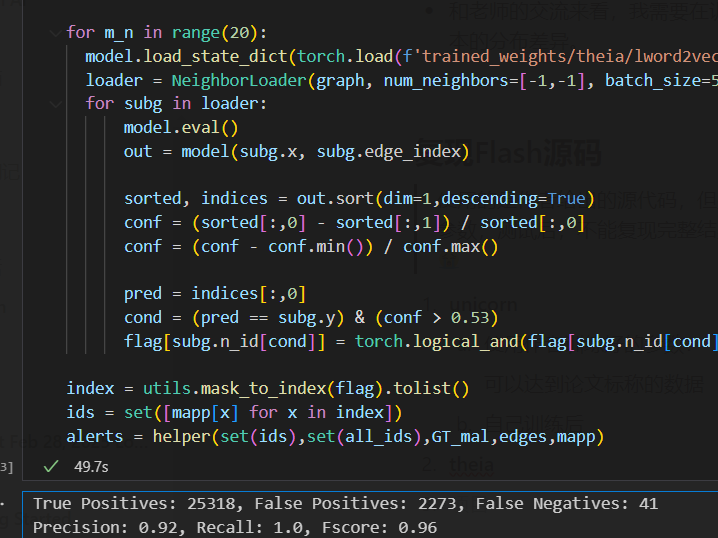 for m_n in range(20):
model.load_state_dict(torch.load(f'trained_weights/theia/lword2vec
loader = NeighborLoader(graph, num_neighbors=[-1,-1], batch_size=5
for subg in loader:
model.eval()
out = model(subg.x, subg.edge_index)
sorted, indices = out.sort(dim=1,descending=True)
conf = (sorted[:,0] - sorted[:,1]) / sorted[:,0]
conf = (conf - conf.min()) / conf.max()
pred = indices[:,0]
cond = (pred == subg.y) & (conf > 0.53)
flag[subg.n_id[cond]] = torch.logical_and(flag[subg.n_id[cond]
index = utils.mask_to_index(flag).tolist()
ids = set([mapp[x] for x in index])
alerts = helper(set(ids),set(all_ids),GT_mal,edges,mapp)
3] 49.7s
True Positives: 25318, False Positives: 2273, False Negatives: 41
Precision: 0.92, Recall: 1.0, Fscore: 0.96